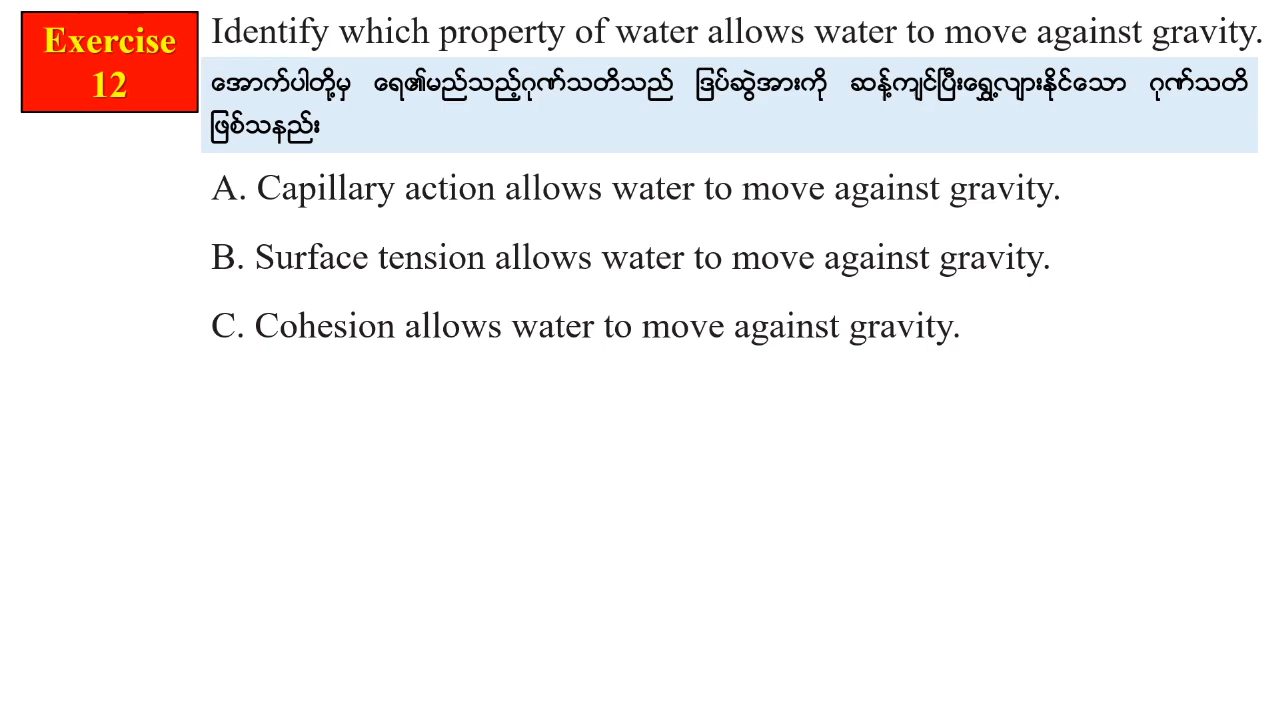 Exercise
12
Identify which property of water allows water to move against gravity.
အောက်ပါတို့မှ ရေ၏မည်သည့်ဂုဏ်သတိသည် ဒြပ်ဆွဲအားကို ဆန့်ကျင်ပြီးရွှေ့လျားနိုင်သော ဂုဏ်သတိ
ဖြစ်သနည်း
A. Capillary action allows water to move against gravity.
B. Surface tension allows water to move against gravity.
C. Cohesion allows water to move against gravity.